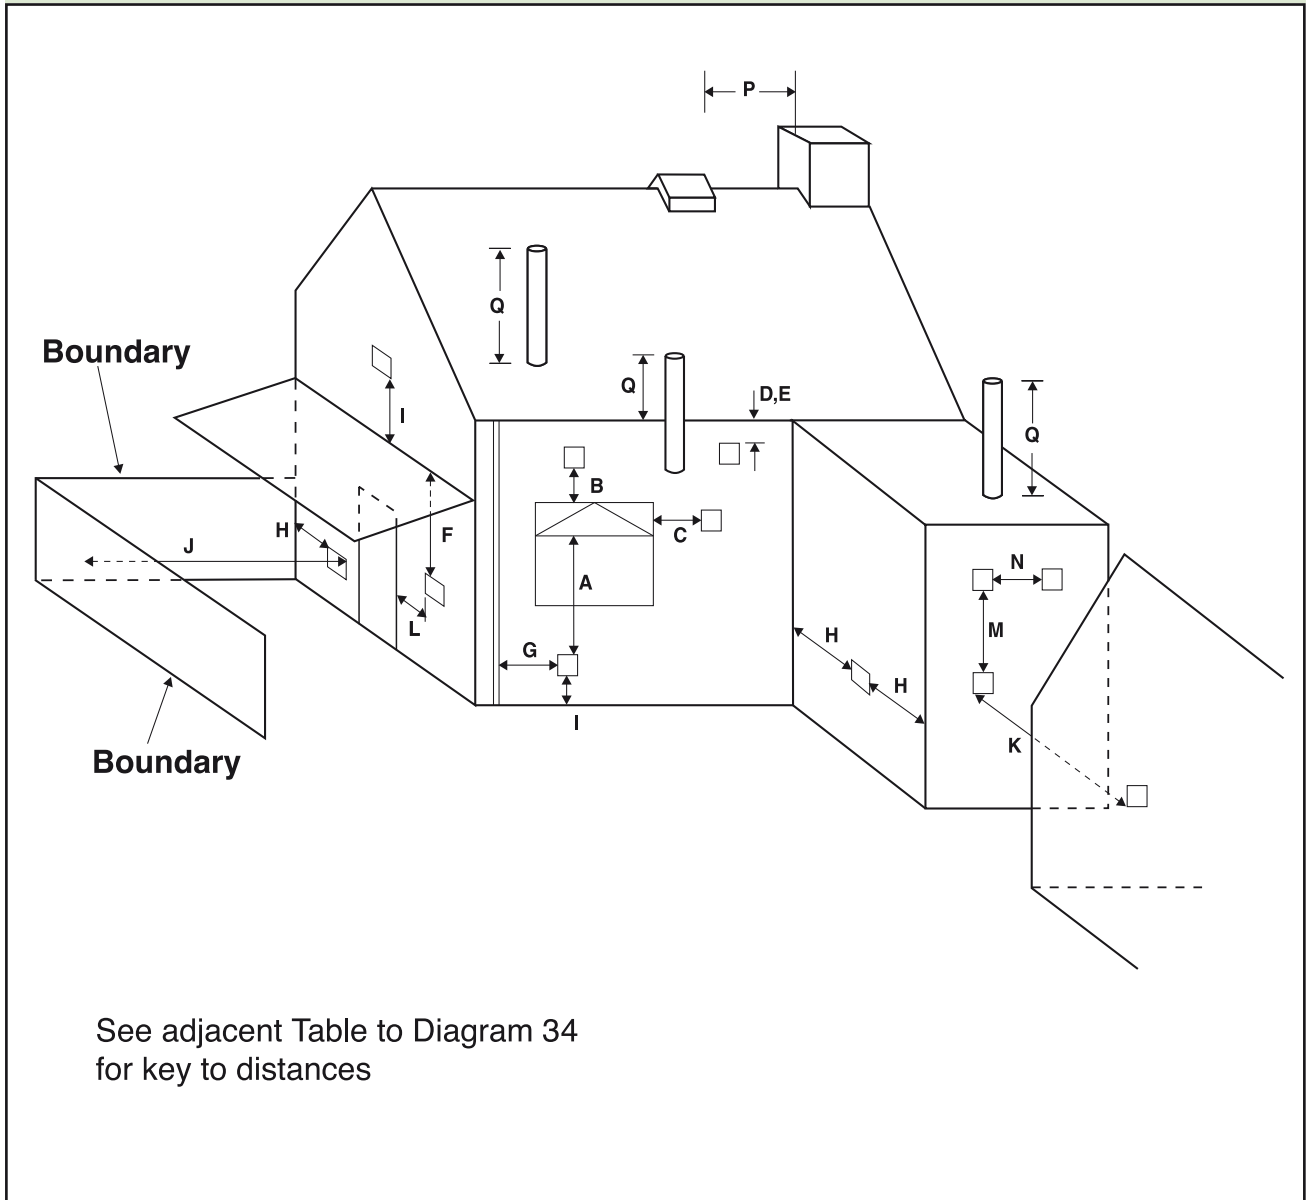 P
Q
Boundary
Q
D,E
I
Q
B
H
F
C
J
N
A
L
M
G
H
H
I
K
Boundary
See adjacent Table to Diagram 34
for key to distances